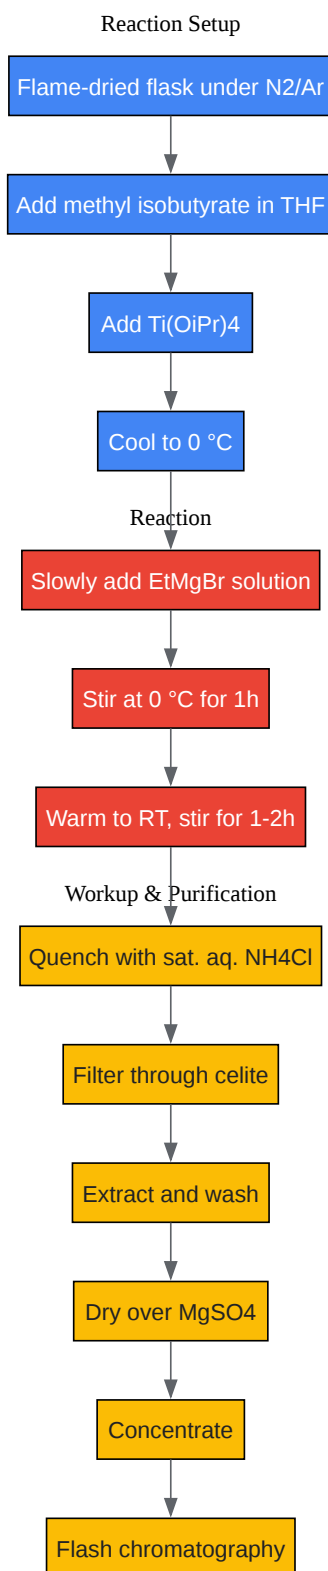 Reaction Setup
Flame-dried flask under N2/Ar
Add methyl isobutyrate in THF
Add Ti(OiPr)4
Cool to 0 °C
Reaction
Slowly add EtMgBr solution
Stir at 0 °C for 1h
Warm to RT, stir for 1-2h
Workup & Purification
Quench with sat. aq. NH4Cl
Filter through celite
Extract and wash
Dry over MgSO4
Concentrate
Flash chromatography